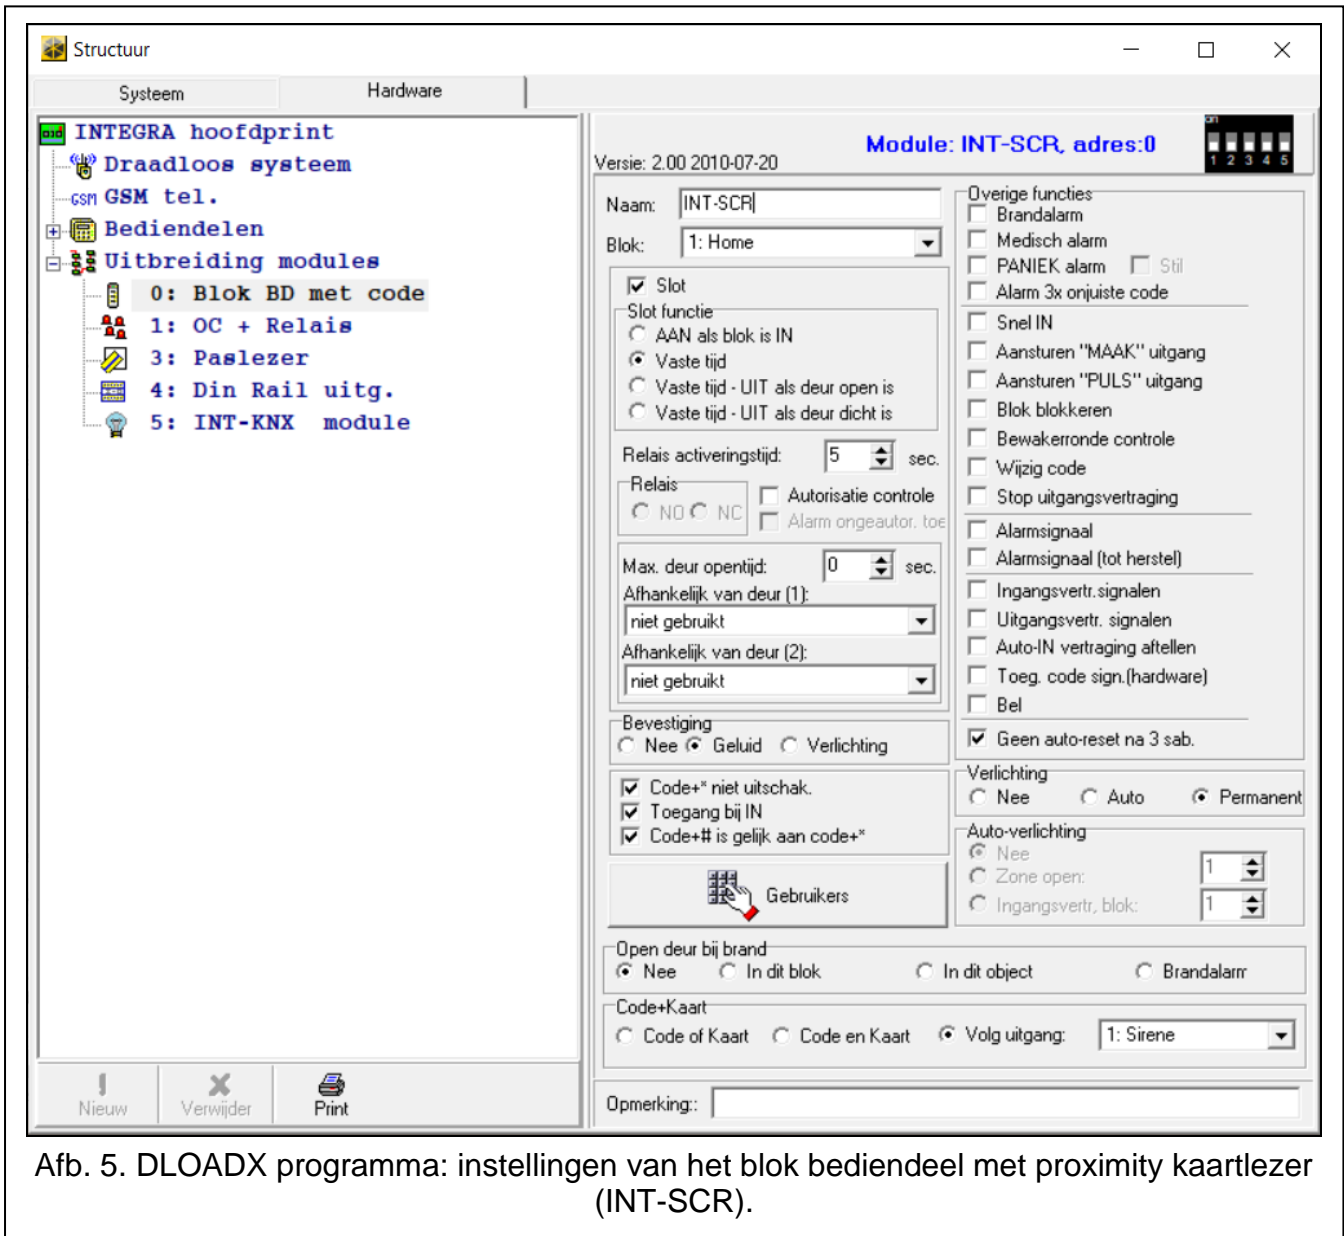 Structuur
Systeem
Hardware
INTEGRA hoofdprint
Draadloos systeem
GSM GSM tel.
Bediendelen
Uitbreiding modules
0: Blok BD met code
1: OC + Relais
3: Paslezer
4: Din Rail uitg.
5: INT-KNX module
Nieuw
Verwijder
Print
Versie: 2.00 2010-07-20
Module: INT-SCR, adres:0
on
1 2 3 4 5
Naam: INT-SCR
Blok: 1: Home
Slot
Slot functie
AAN als blok is IN
Vaste tijd
Vaste tijd - UIT als deur open is
Vaste tijd - UIT als deur dicht is
Relais activeringstijd: 5 sec.
Relais
NO NC
Autorisatie controle
Alarm ongeautor. toe
Max. deur opentijd: 0 sec.
Afhankelijk van deur (1):
niet gebruikt
Afhankelijk van deur (2):
niet gebruikt
Bevestiging
Nee Geluid Verlichting
Code+* niet uitschak.
Toegang bij IN
Code+# is gelijk aan code+*
Gebruikers
Overige functies
Brandalarm
Medisch alarm
PANIEK alarm Stil
Alarm 3x onjuiste code
Snel IN
Aansturen "MAAK" uitgang
Aansturen "PULS" uitgang
Blok blokkeren
Bewakerronde controle
Wijzig code
Stop uitgangsvertraging
Alarmsignaal
Alarmsignaal (tot herstel)
Ingangsvertr.signalen
Uitgangsvertr. signalen
Auto-IN vertraging aftellen
Toeg. code sign.(hardware)
Bel
Geen auto-reset na 3 sab.
Verlichting
Nee Auto Permanent
Auto-verlichting
Nee
Zone open: 1
Ingangsvertr, blok: 1
Open deur bij brand
Nee In dit blok In dit object Brandalarm
Code+Kaart
Code of Kaart Code en Kaart Volg uitgang: 1: Sirene
Opmerking::
Afb. 5. DLOADX programma: instellingen van het blok bediendeel met proximity kaartlezer
(INT-SCR).